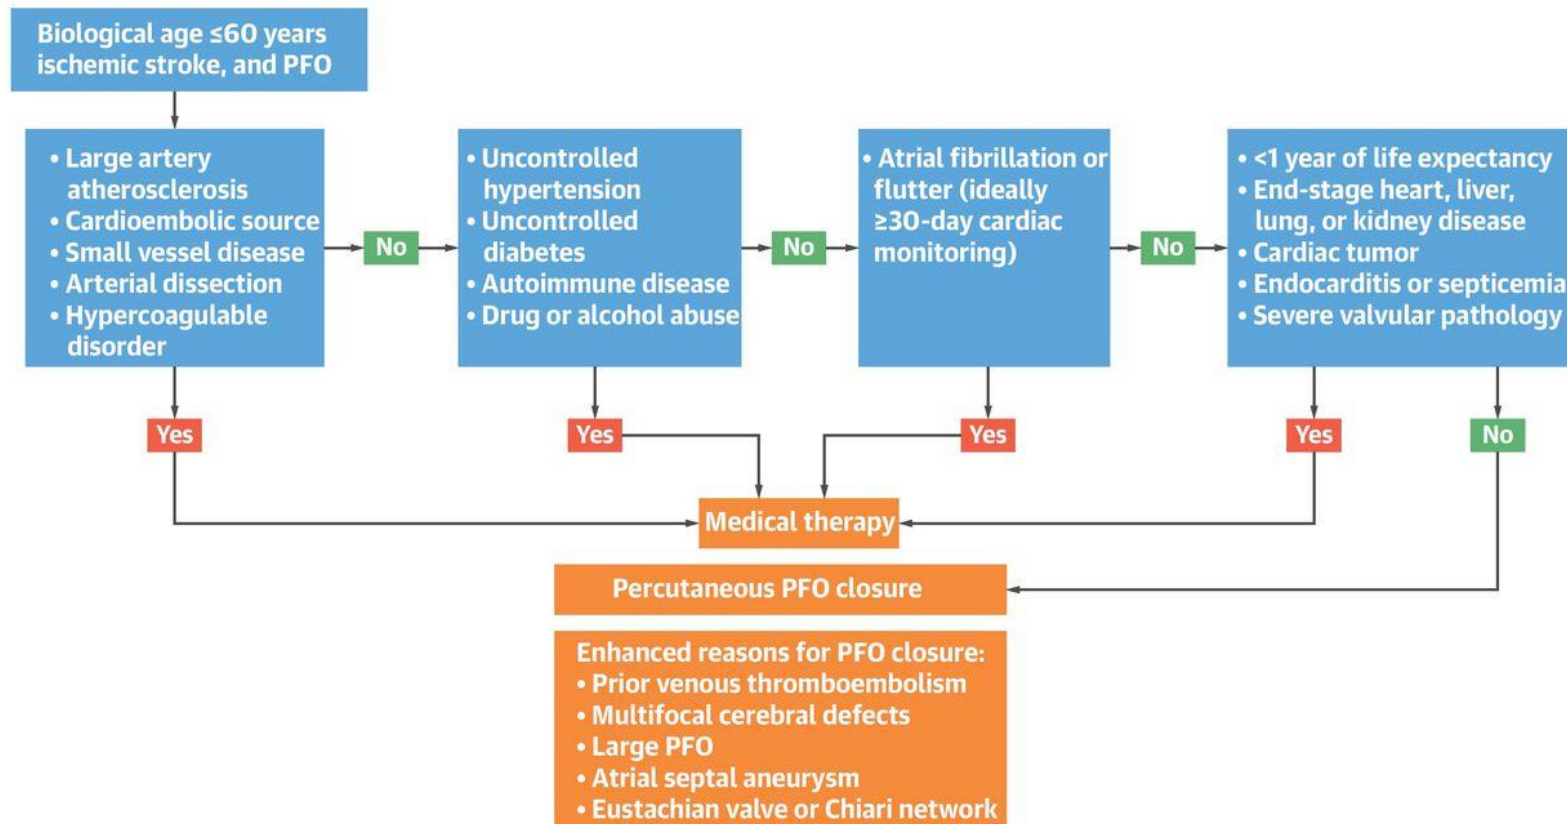 Biological age ≤60 years
ischemic stroke, and PFO
• Large artery
atherosclerosis
• Cardioembolic source
• Small vessel disease
• Arterial dissection
• Hypercoagulable
disorder
No
• Uncontrolled
hypertension
• Uncontrolled
diabetes
• Autoimmune disease
• Drug or alcohol abuse
No
• Atrial fibrillation or
flutter (ideally
≥30-day cardiac
monitoring)
No
• <1 year of life expectancy
• End-stage heart, liver,
lung, or kidney disease
• Cardiac tumor
• Endocarditis or septicemia
• Severe valvular pathology
Yes
Yes
Yes
Yes
No
Medical therapy
Percutaneous PFO closure
Enhanced reasons for PFO closure:
• Prior venous thromboembolism
• Multifocal cerebral defects
• Large PFO
• Atrial septal aneurysm
• Eustachian valve or Chiari network